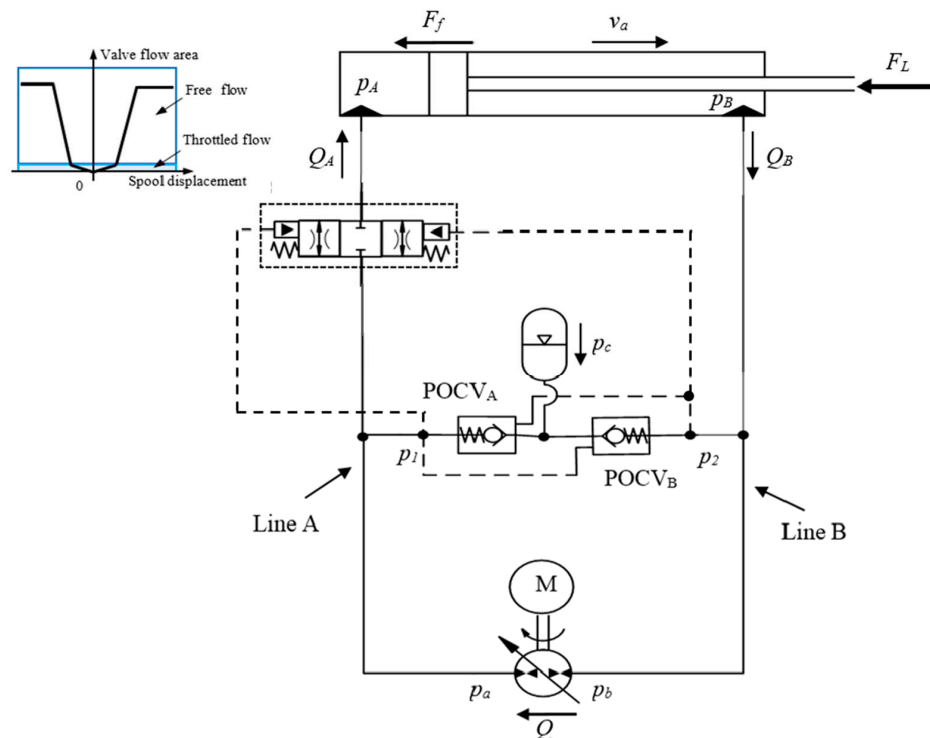 F_f
v_a
Valve flow area
F_L
p_A
p_B
Free flow
Throttled flow
Q_A
Q_B
0
Spool displacement
p_c
POCV_A
p_1
p_2
POCV_B
Line A
Line B
M
p_a
p_b
Q